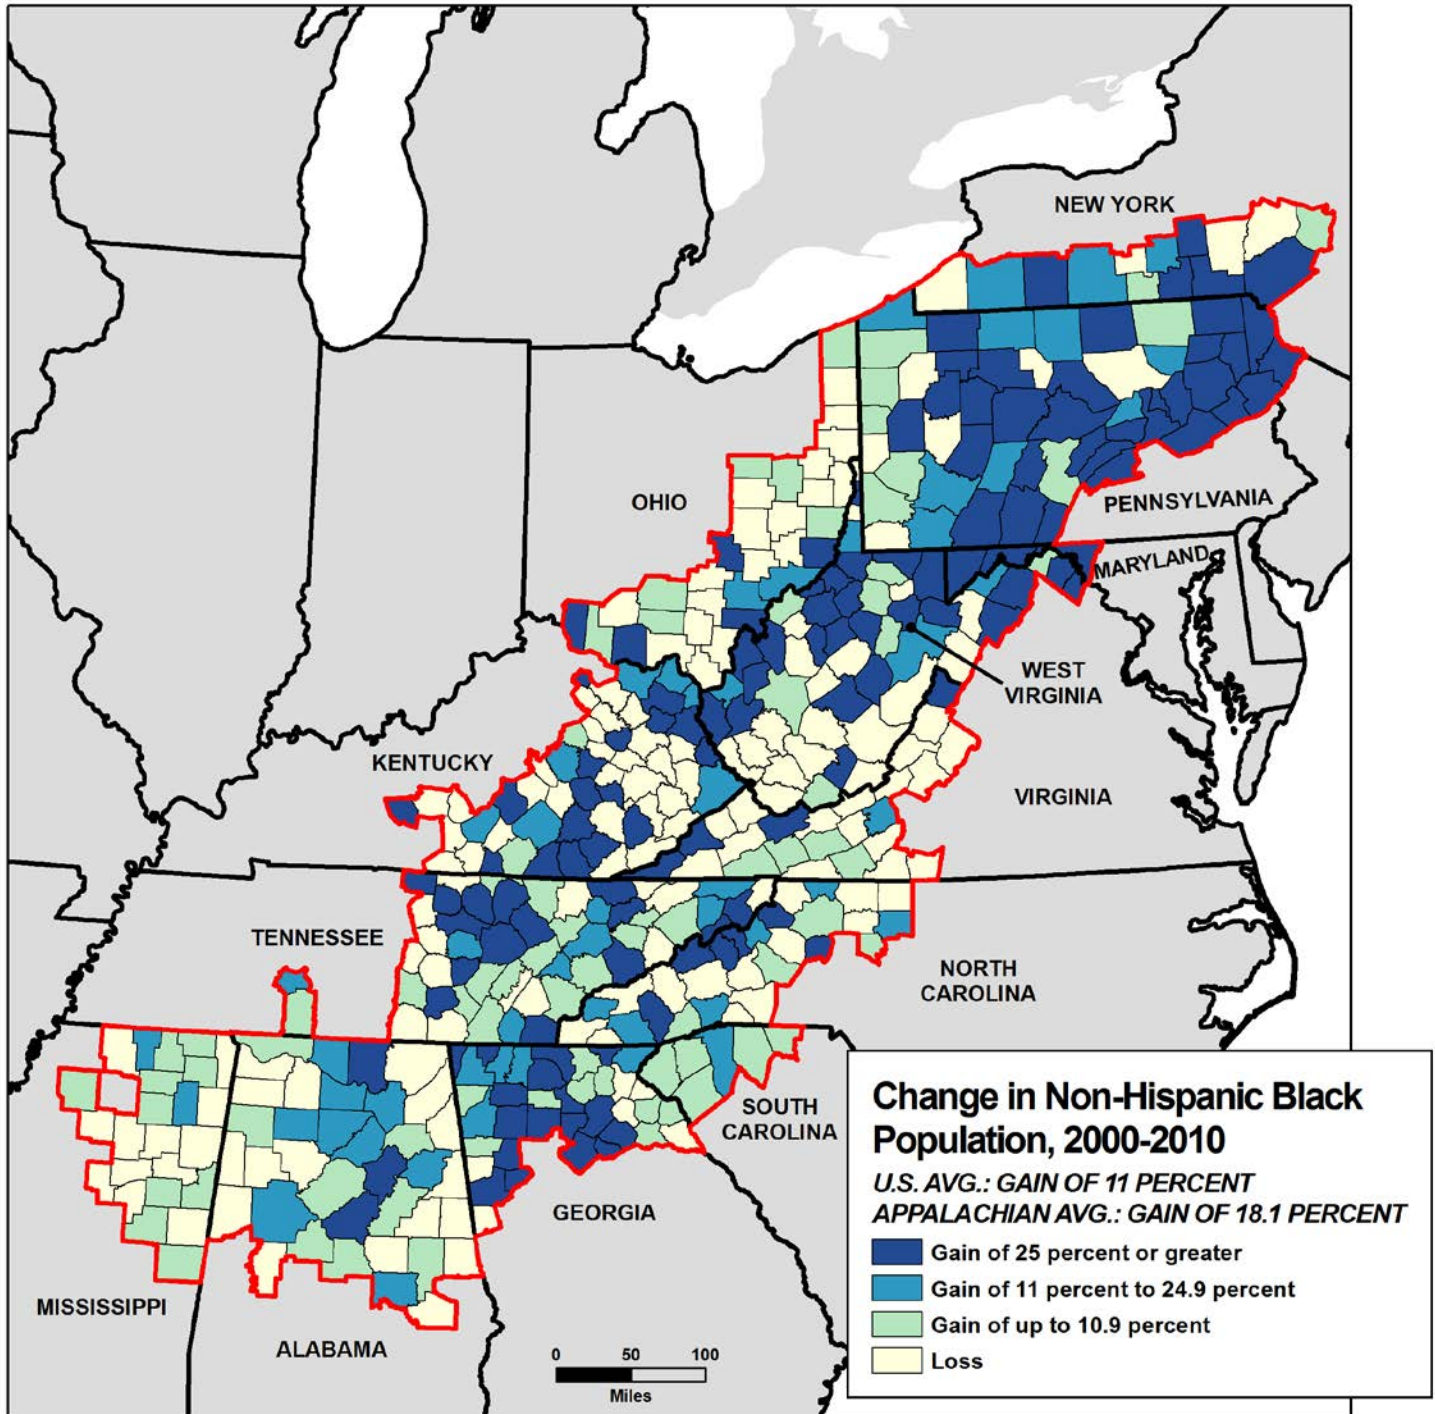 NEW YORK
OHIO
PENNSYLVANIA
MARYLAND
WEST
VIRGINIA
KENTUCKY
VIRGINIA
TENNESSEE
NORTH
CAROLINA
SOUTH
CAROLINA
GEORGIA
MISSISSIPPI
ALABAMA
0 50 100
Miles
Change in Non-Hispanic Black
Population, 2000-2010
U.S. AVG.: GAIN OF 11 PERCENT
APPALACHIAN AVG.: GAIN OF 18.1 PERCENT
Gain of 25 percent or greater
Gain of 11 percent to 24.9 percent
Gain of up to 10.9 percent
Loss